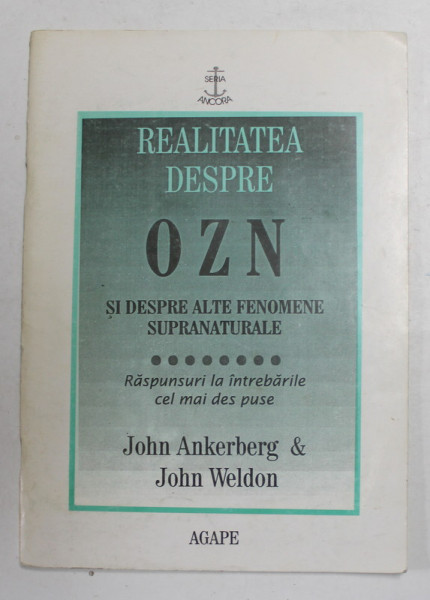 SERIA
ANCORA
REALITATEA
DESPRE
OZN
ȘI DESPRE ALTE FENOMENE
SUPRANATURALE
Răspunsuri la întrebările
cel mai des puse
John Ankerberg &
John Weldon
AGAPE